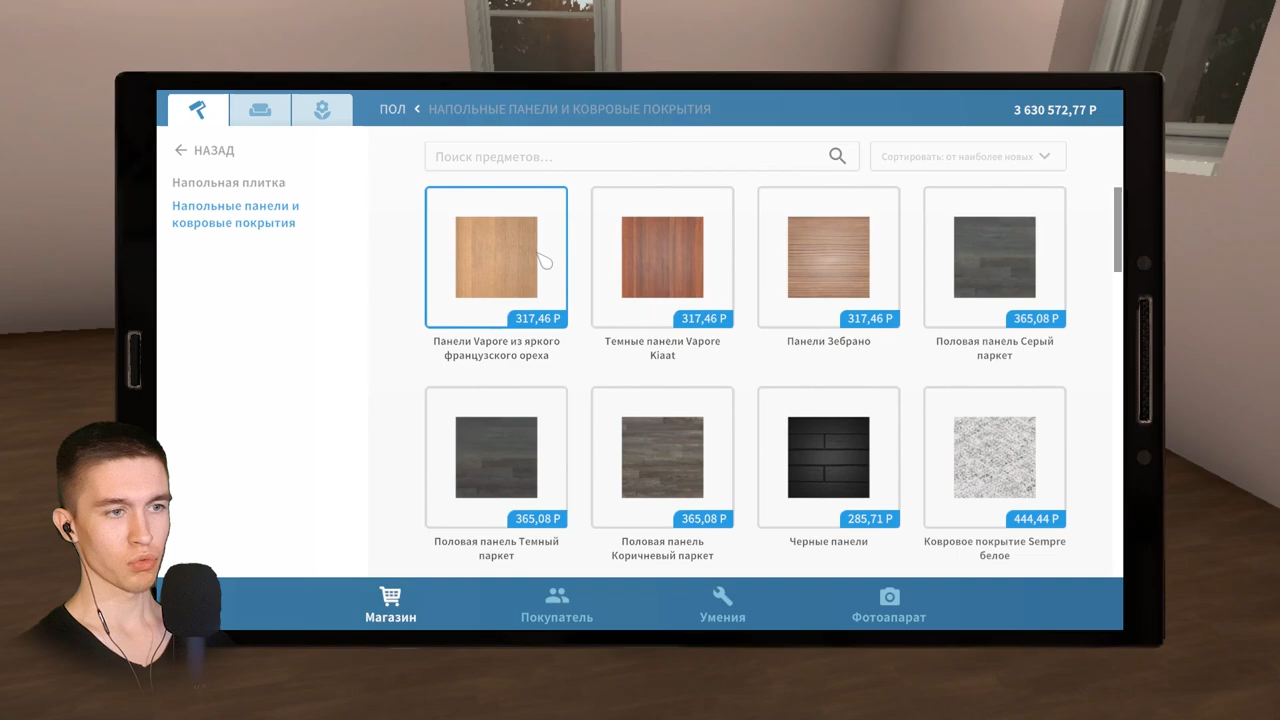 ПОЛ < НАПОЛЬНЫЕ ПАНЕЛИ И КОВРОВЫЕ ПОКРЫТИЯ
3 630 572,77 Р
НАЗАД
Напольная плитка
Напольные панели и
ковровые покрытия
Поиск предметов...
Сортировать: от наиболее новых
317,46 Р
317,46 Р
317,46 Р
365,08 Р
Панели Vapore из яркого
французского ореха
Темные панели Vapore
Kiaat
Панели Зебрано
Половая панель Серый
паркет
365,08 Р
365,08 Р
285,71 Р
444,44 Р
Половая панель Темный
паркет
Половая панель
Коричневый паркет
Черные панели
Ковровое покрытие Sempre
белое
Магазин
Покупатель
Умения
Фотоапарат